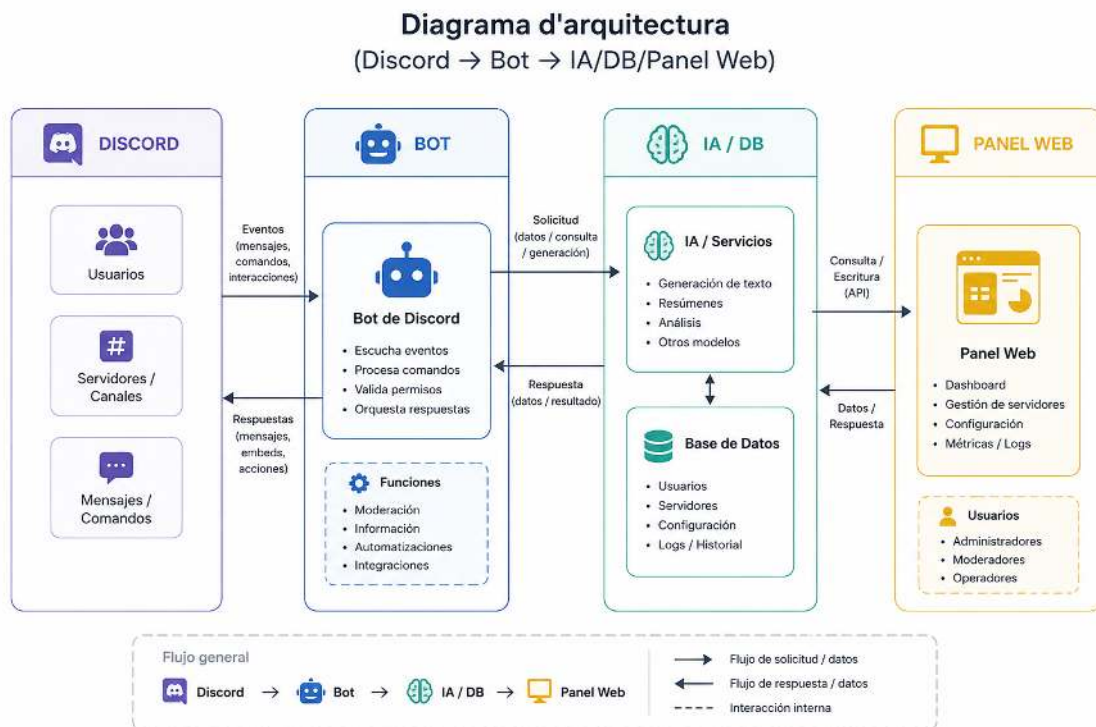 Diagrama d'arquitectura
(Discord → Bot → IA/DB/Panel Web)
DISCORD
Usuarios
#
Servidores /
Canales
Mensajes /
Comandos
Eventos
(mensajes,
comandos,
interacciones)
Respuestas
(mensajes,
embeds,
acciones)
BOT
Bot de Discord
• Escucha eventos
• Procesa comandos
• Valida permisos
• Orquesta respuestas
Funciones
• Moderación
• Información
• Automatizaciones
• Integraciones
Solicitud
(datos / consulta
/ generación)
Respuesta
(datos / resultado)
IA / DB
IA / Servicios
• Generación de texto
• Resúmenes
• Análisis
• Otros modelos
Base de Datos
• Usuarios
• Servidores
• Configuración
• Logs / Historial
Consulta /
Escritura
(API)
Datos /
Respuesta
PANEL WEB
Panel Web
• Dashboard
• Gestión de servidores
• Configuración
• Métricas / Logs
Usuarios
• Administradores
• Moderadores
• Operadores
Flujo general
Discord → Bot → IA / DB → Panel Web
Flujo de solicitud / datos
Flujo de respuesta / datos
Interacción interna